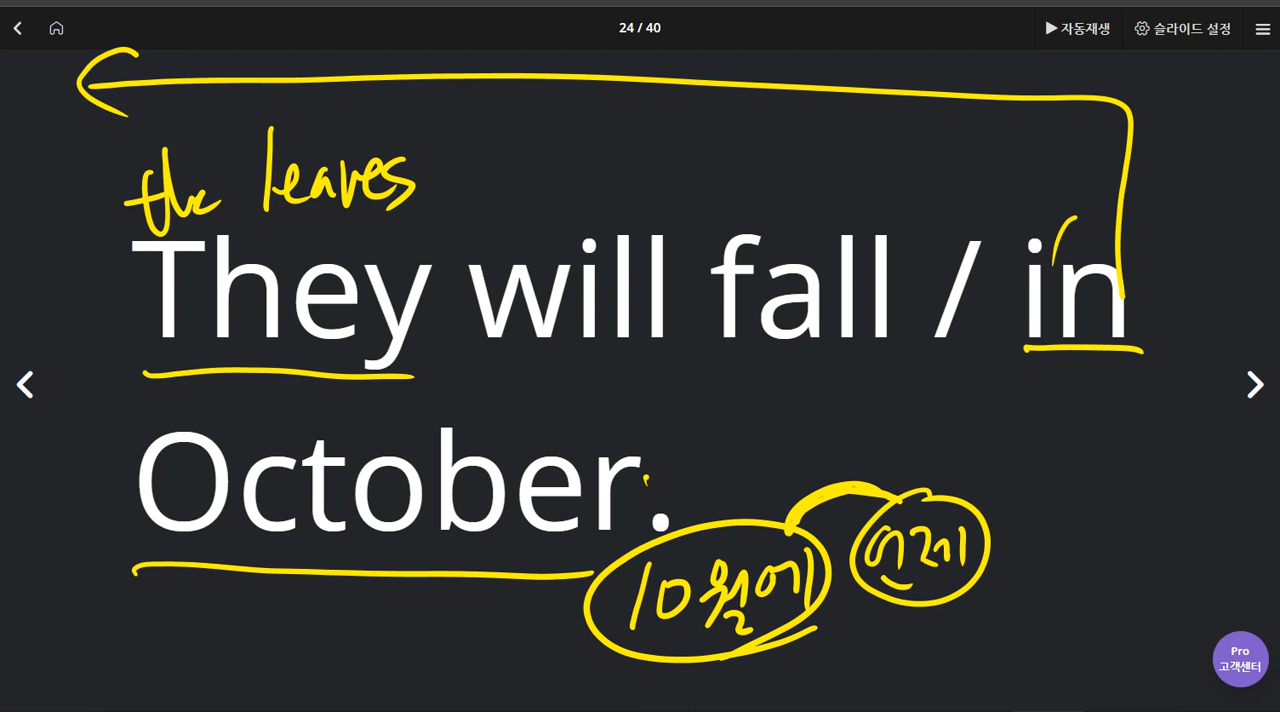 24 / 40
자동재생
슬라이드 설정
the leaves
They will fall / in
October.
10월에
언제
Pro
고객센터